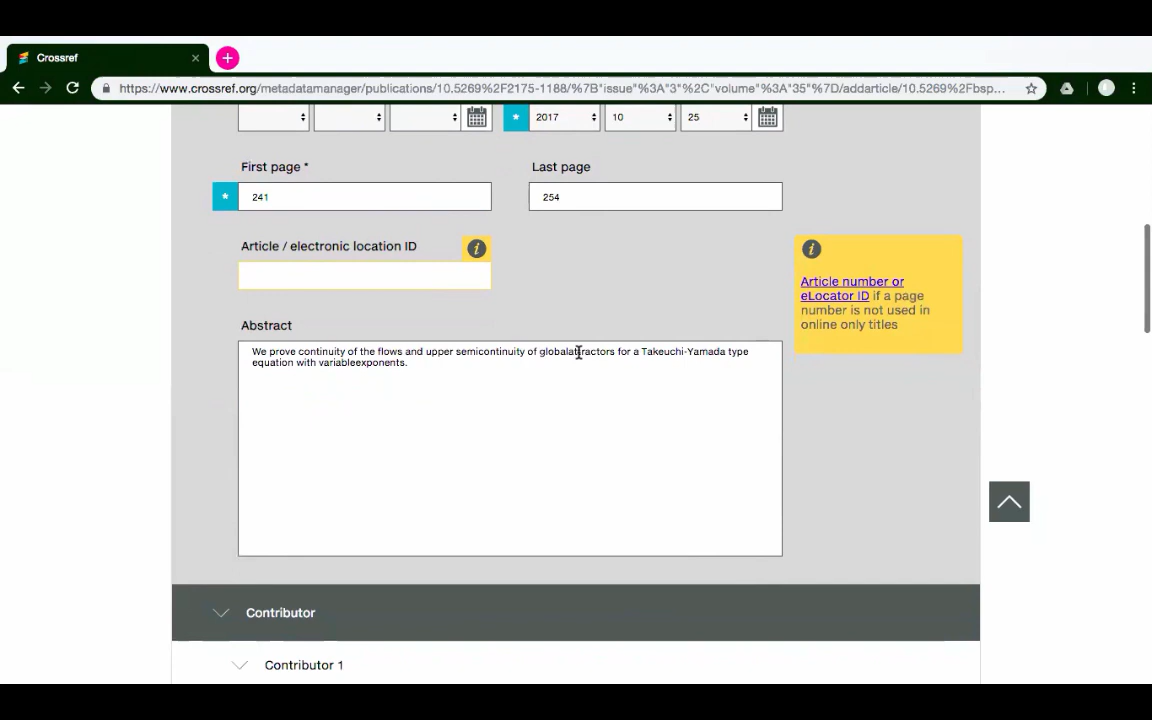 Crossref
https://www.crossref.org/metadatamanager/publications/10.5269%2F2175-1188/%7B"issue"%3A"3"%2C"volume"%3A"35"%7D/addarticle/10.5269%2Fbsp...
* 2017 10 25
First page * Last page
* 241 254
Article / electronic location ID
Article number or
eLocator ID if a page
number is not used in
online only titles
Abstract
We prove continuity of the flows and upper semicontinuity of globalattractors for a Takeuchi-Yamada type
equation with variableexponents.
Contributor
Contributor 1